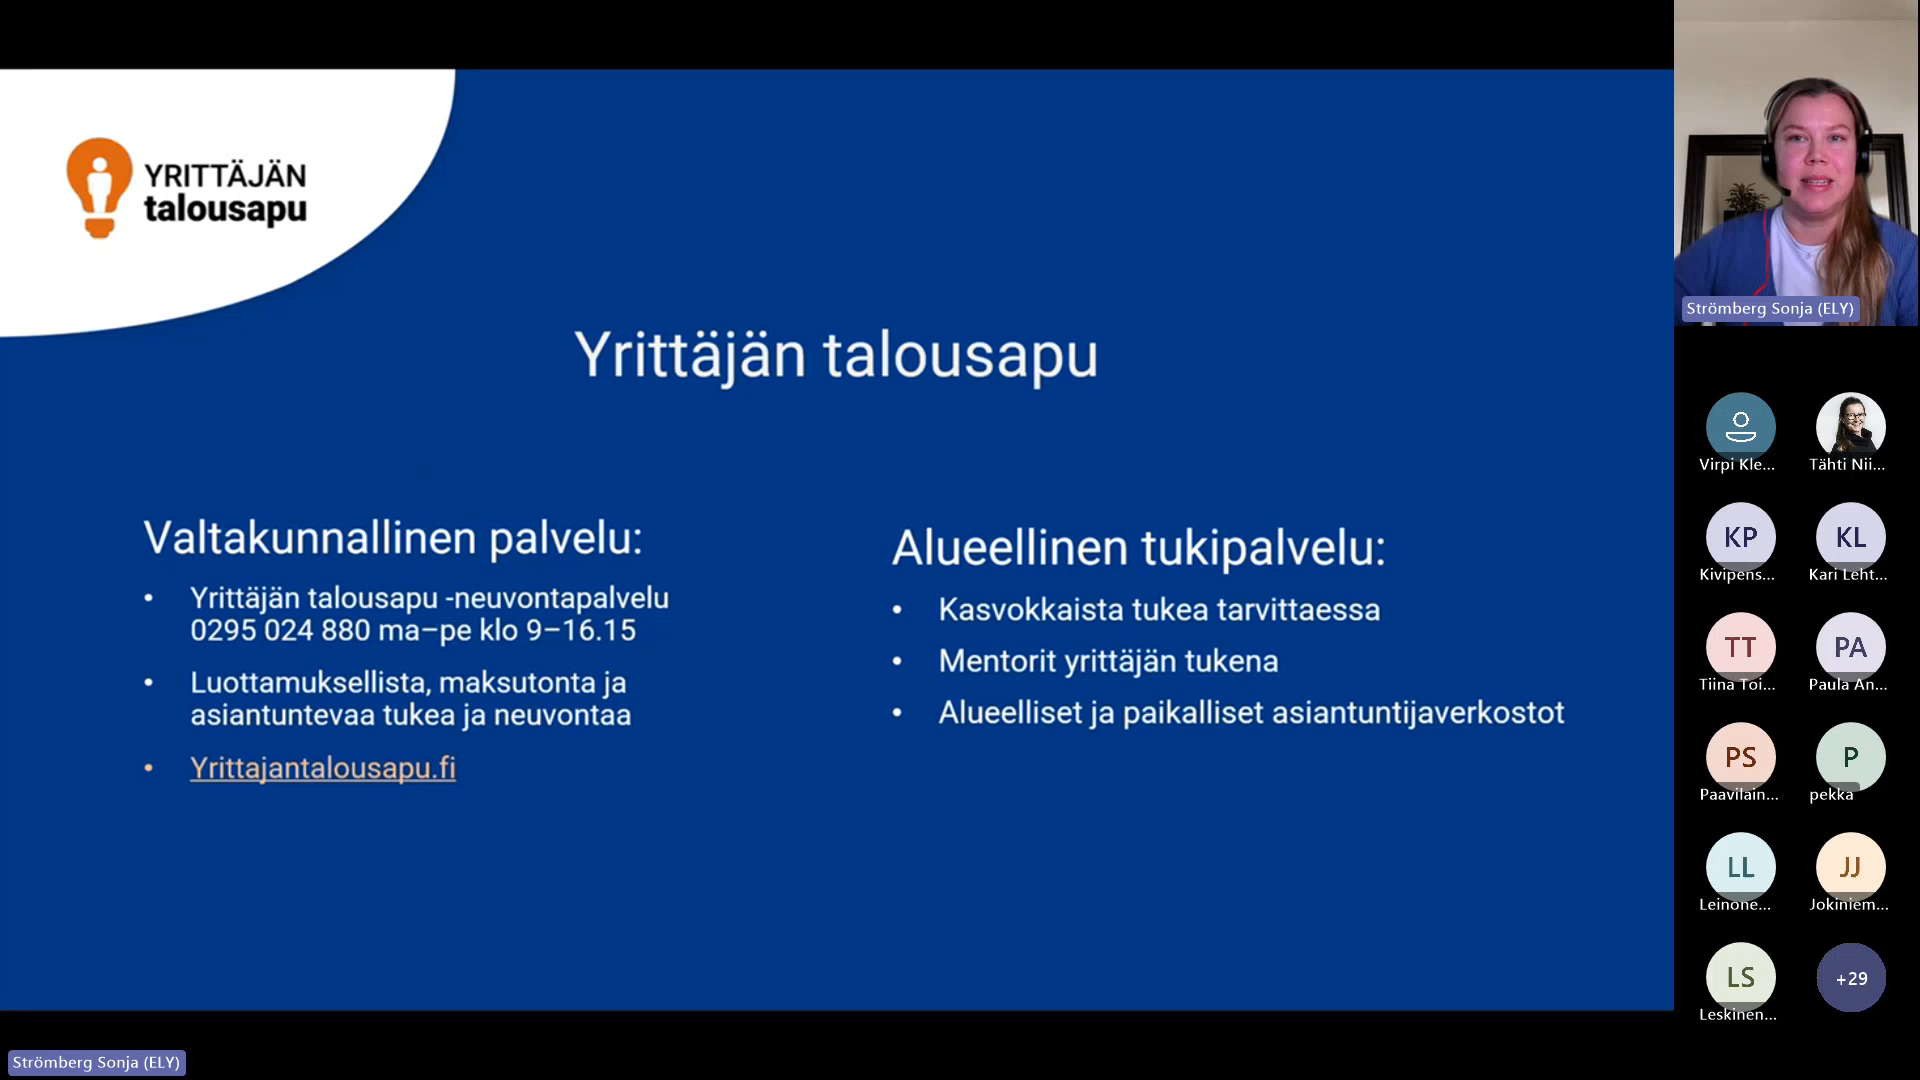 YRITTÄJÄN
talousapu
Yrittäjän talousapu
Valtakunnallinen palvelu:
• Yrittäjän talousapu -neuvontapalvelu
0295 024 880 ma–pe klo 9–16.15
• Luottamuksellista, maksutonta ja
asiantuntevaa tukea ja neuvontaa
• Yrittajantalousapu.fi
Alueellinen tukipalvelu:
• Kasvokkaista tukea tarvittaessa
• Mentorit yrittäjän tukena
• Alueelliset ja paikalliset asiantuntijaverkostot
Strömberg Sonja (ELY)
Virpi Kle...
Tähti Nii...
KP
Kivipens...
KL
Kari Leht...
TT
Tiina Toi...
PA
Paula An...
PS
Paavilain...
P
pekka
LL
Leinone...
JJ
Jokiniem...
LS
Leskinen...
+29
Strömberg Sonja (ELY)